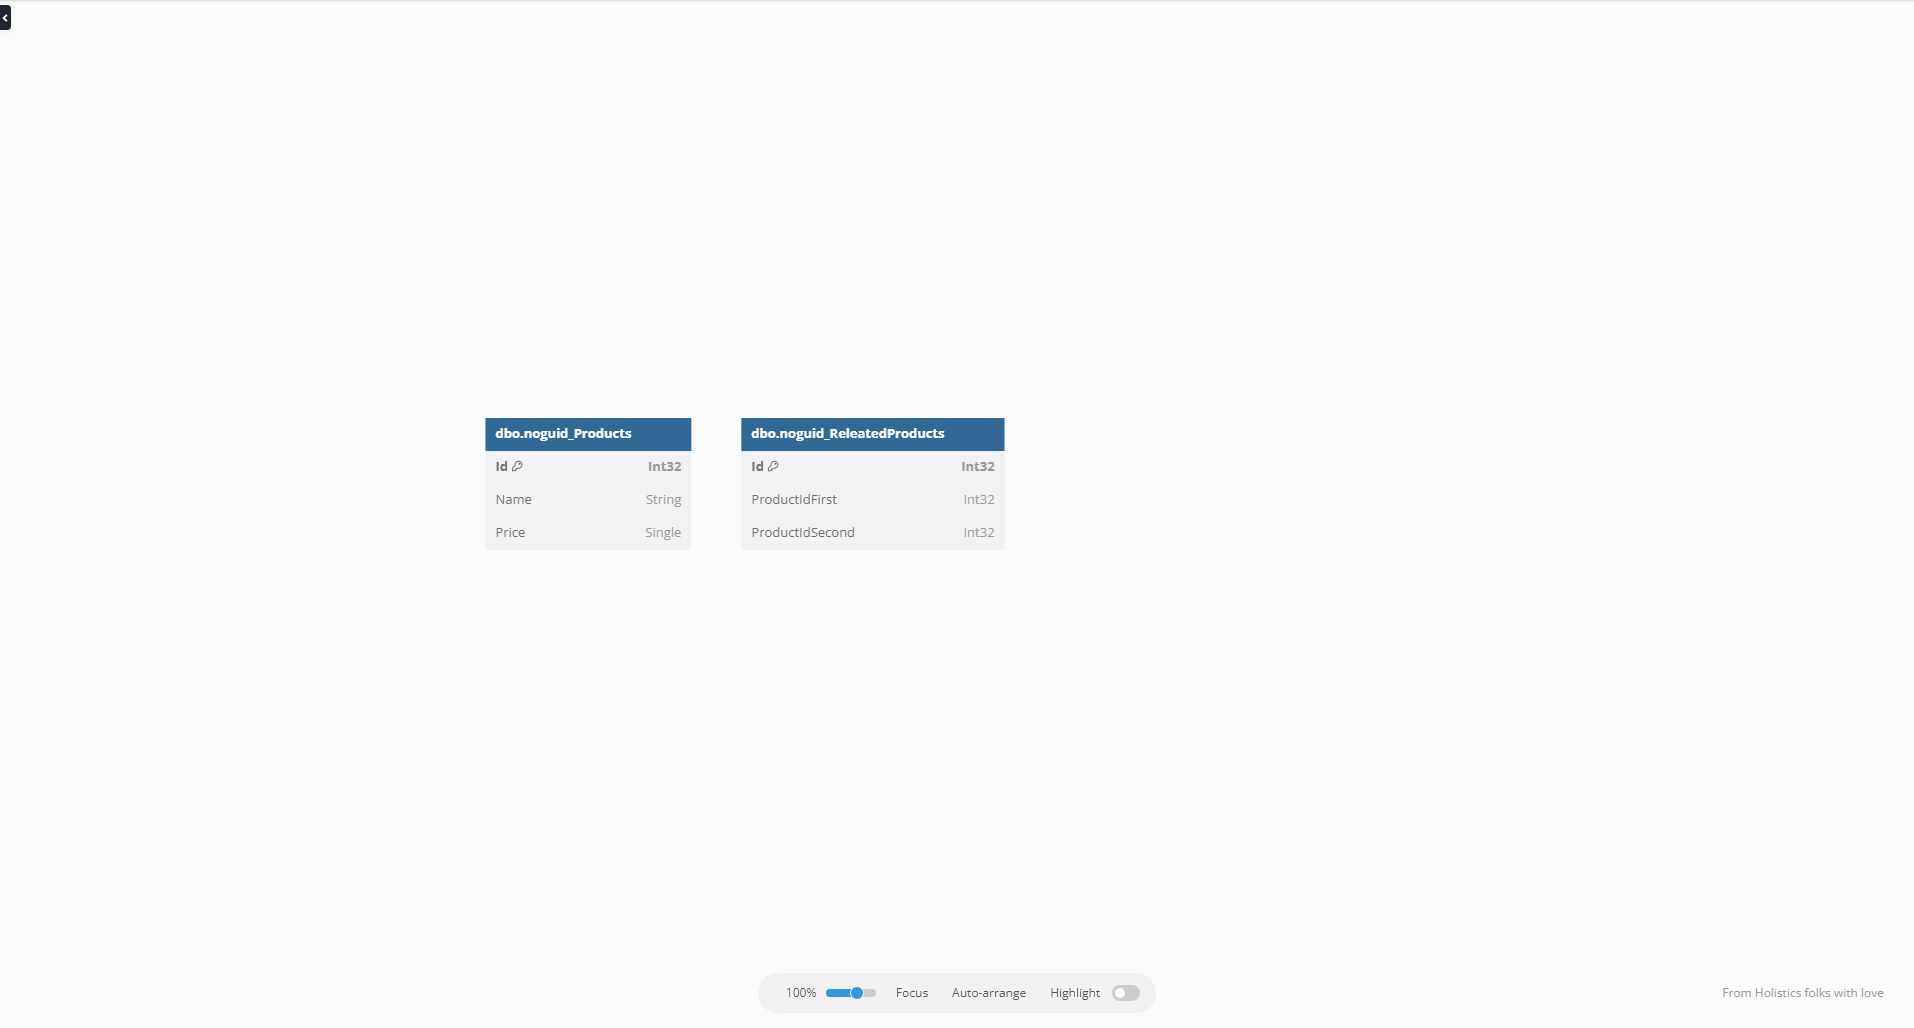 dbo.noguid_Products
Id Int32
Name String
Price Single
dbo.noguid_ReleatedProducts
Id Int32
ProductIdFirst Int32
ProductIdSecond Int32
100% Focus Auto-arrange Highlight
From Holistics folks with love